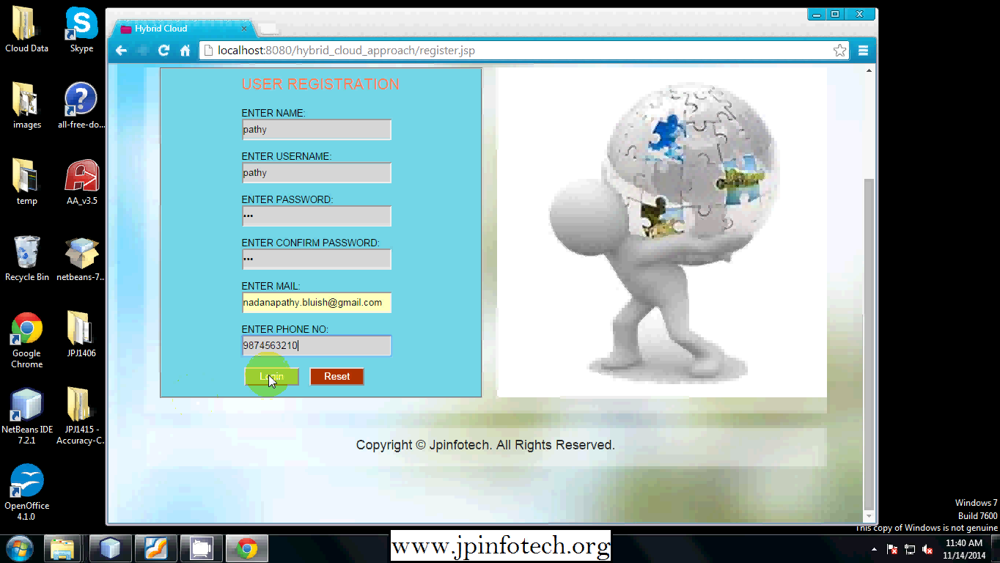 Cloud Data
Skype
images
all-free-do...
temp
AA_v3.5
Recycle Bin
netbeans-7...
Google
Chrome
JPJ1406
NetBeans IDE
7.2.1
JPJ1415 -
Accuracy-C...
OpenOffice
4.1.0
Hybrid Cloud
localhost:8080/hybrid_cloud_approach/register.jsp
USER REGISTRATION
ENTER NAME:
pathy
ENTER USERNAME:
pathy
ENTER PASSWORD:
•••
ENTER CONFIRM PASSWORD:
•••
ENTER MAIL:
nadanapathy.bluish@gmail.com
ENTER PHONE NO:
9874563210
Login Reset
Copyright © Jpinfotech. All Rights Reserved.
Windows 7
Build 7600
This copy of Windows is not genuine
www.jpinfotech.org
11:40 AM
11/14/2014